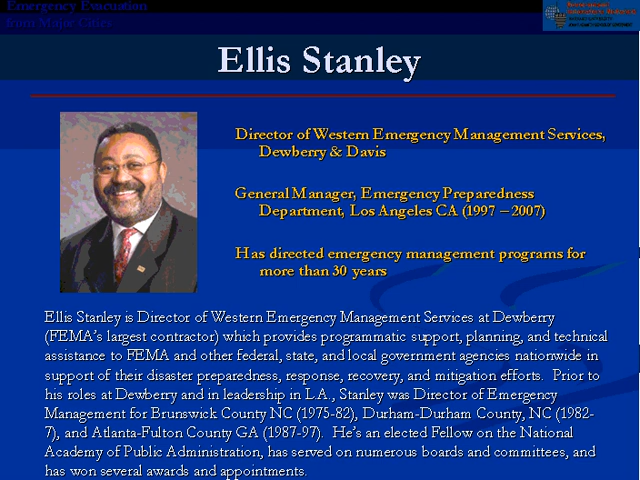 Emergency Evacuation
from Major Cities
Ellis Stanley
Director of Western Emergency Management Services,
Dewberry & Davis
General Manager, Emergency Preparedness
Department, Los Angeles CA (1997 – 2007)
Has directed emergency management programs for
more than 30 years
Ellis Stanley is Director of Western Emergency Management Services at Dewberry
(FEMA's largest contractor) which provides programmatic support, planning, and technical
assistance to FEMA and other federal, state, and local government agencies nationwide in
support of their disaster preparedness, response, recovery, and mitigation efforts. Prior to
his roles at Dewberry and in leadership in L.A., Stanley was Director of Emergency
Management for Brunswick County NC (1975-82), Durham-Durham County, NC (1982-
7), and Atlanta-Fulton County GA (1987-97). He's an elected Fellow on the National
Academy of Public Administration, has served on numerous boards and committees, and
has won several awards and appointments.